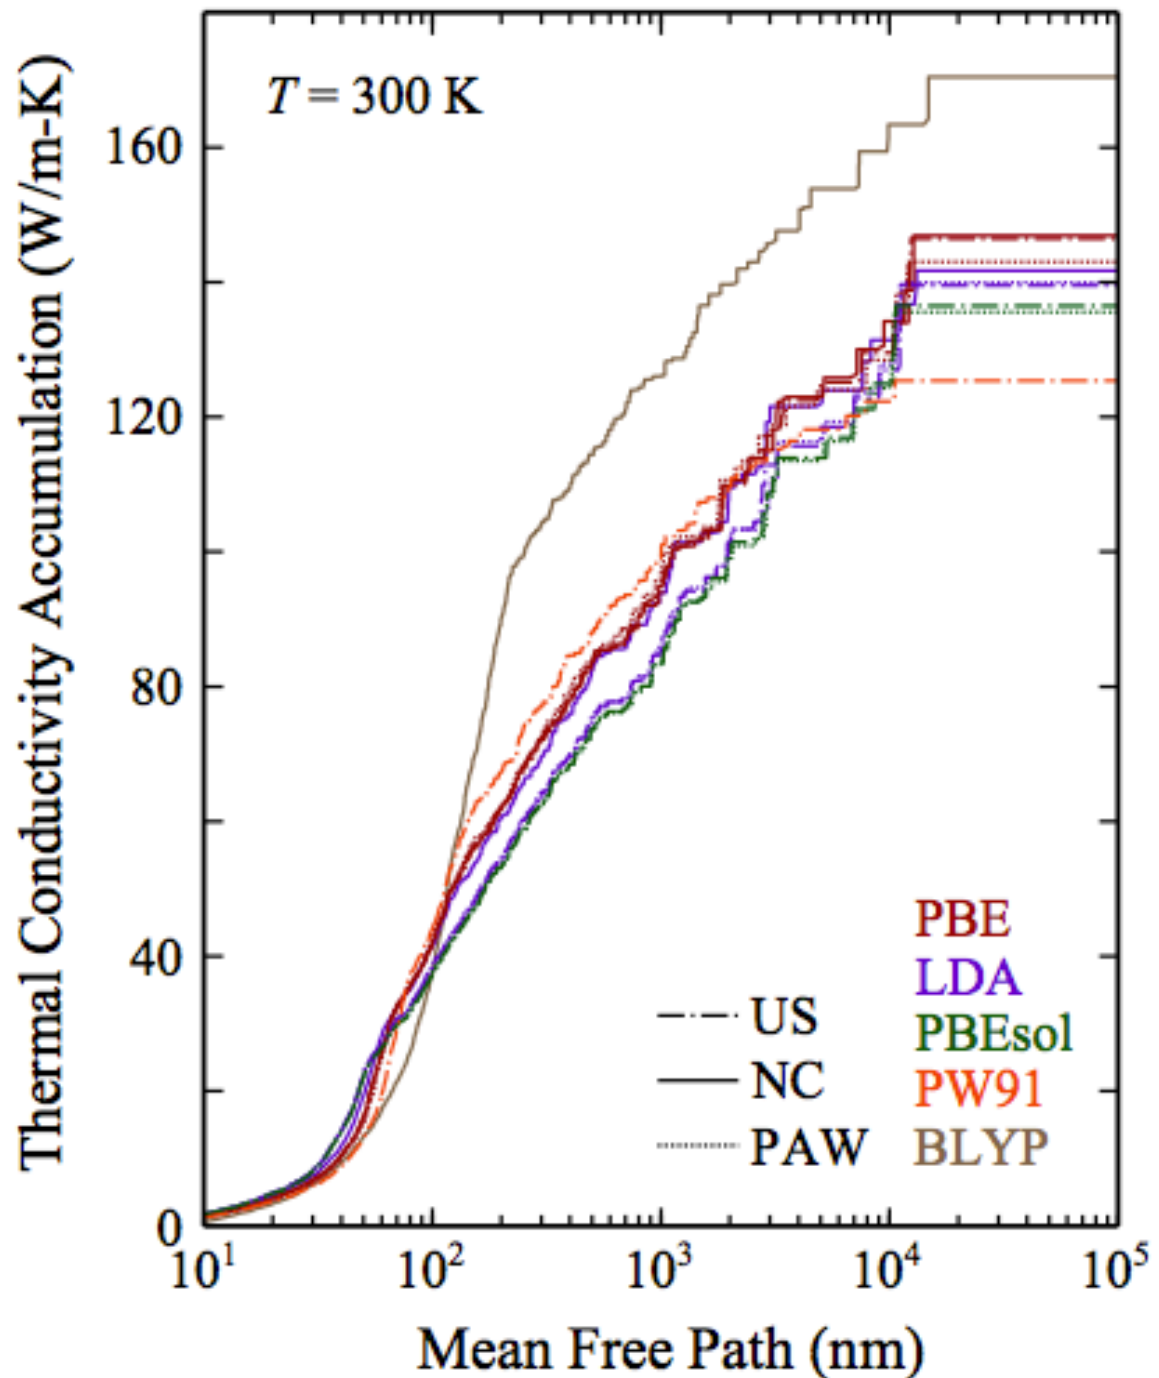 T = 300 K
Thermal Conductivity Accumulation (W/m-K)
160
120
80
40
0
PBE
LDA
PBEsol
PW91
BLYP
US
NC
PAW
10¹
10²
10³
10⁴
10⁵
Mean Free Path (nm)